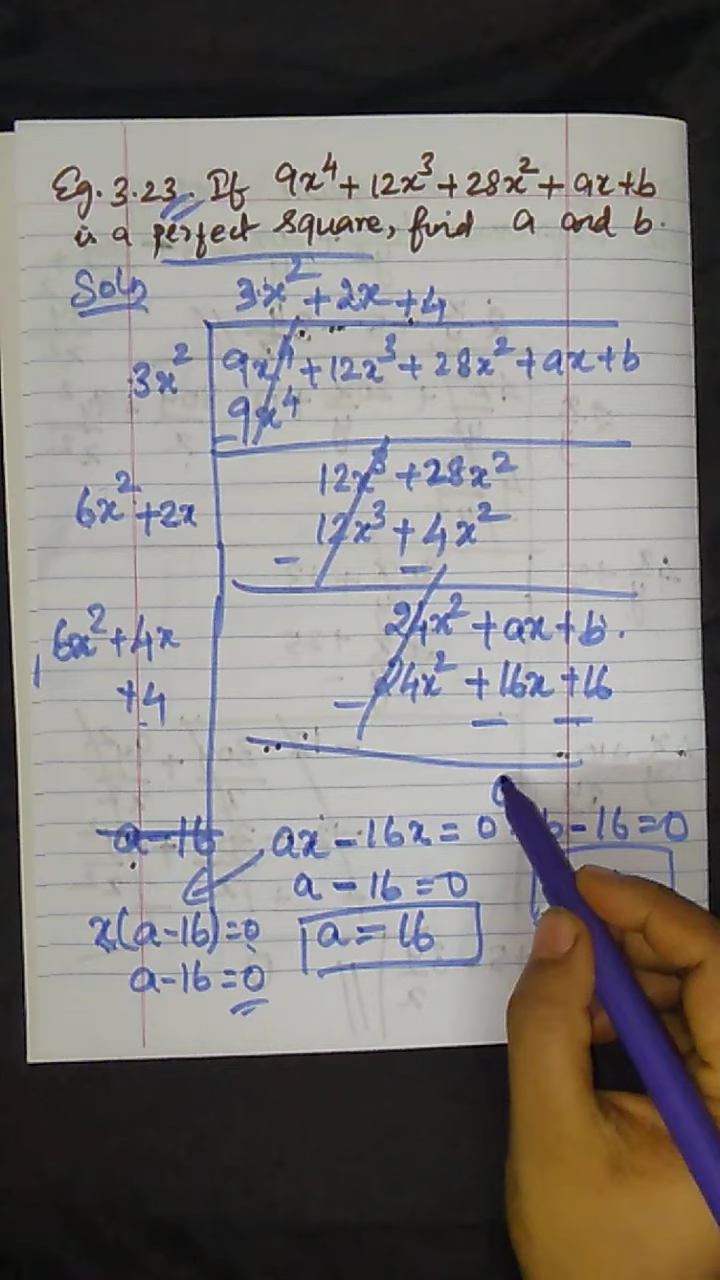 Eg. 3.23. If 9x⁴ + 12x³ + 28x² + ax + b
is a perfect square, find a and b.
Soln
3x² + 2x + 4
3x² 9x⁴ + 12x³ + 28x² + ax + b
9x⁴
−
12x³ + 28x²
6x² + 2x 12x³ + 4x²
− −
6x² + 4x 24x² + ax + b.
+4 24x² + 16x + 16
− − −
a − 16 ax − 16x = 0 b − 16 = 0
a − 16 = 0
x(a − 16) = 0 a = 16
a − 16 = 0